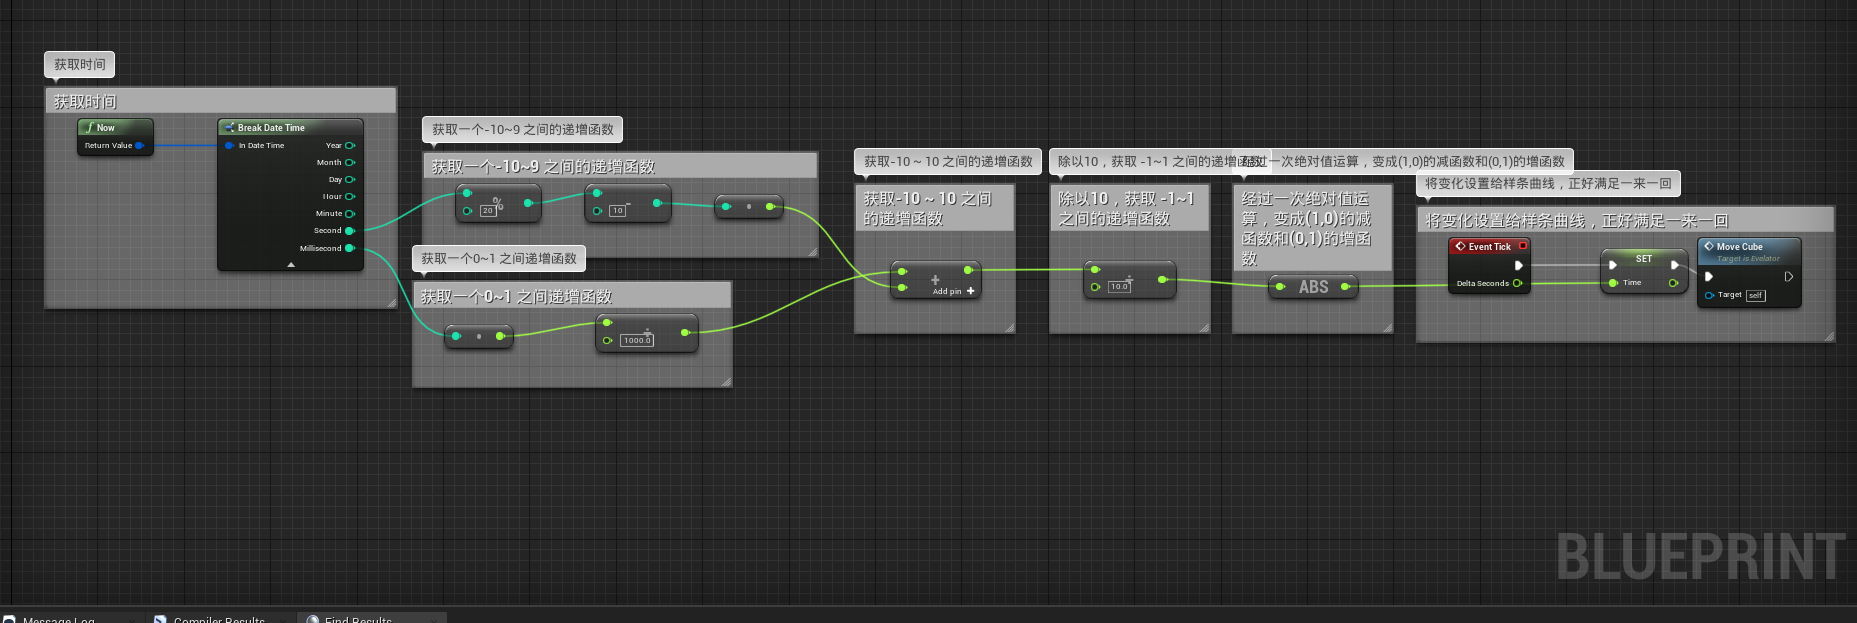 获取时间
获取时间
Now
Return Value
Break Date Time
In Date Time
Year
Month
Day
Hour
Minute
Second
Millisecond
获取一个-10~9 之间的递增函数
获取一个-10~9 之间的递增函数
%
20
-
10
获取一个0~1 之间递增函数
获取一个0~1 之间递增函数
÷
1000.0
获取-10 ~ 10 之间的递增函数
获取-10 ~ 10 之间
的递增函数
+
Add pin +
除以10，获取 -1~1 之间的递增函数
除以10，获取 -1~1
之间的递增函数
÷
10.0
经过一次绝对值运算，变成(1,0)的减函数和(0,1)的增函数
经过一次绝对值运
算，变成(1,0)的减
函数和(0,1)的增函
数
ABS
将变化设置给样条曲线，正好满足一来一回
将变化设置给样条曲线，正好满足一来一回
Event Tick
Delta Seconds
SET
Time
Move Cube
Target is Evelator
Target self
BLUEPRINT
Message Log
Compiler Results
Find Results